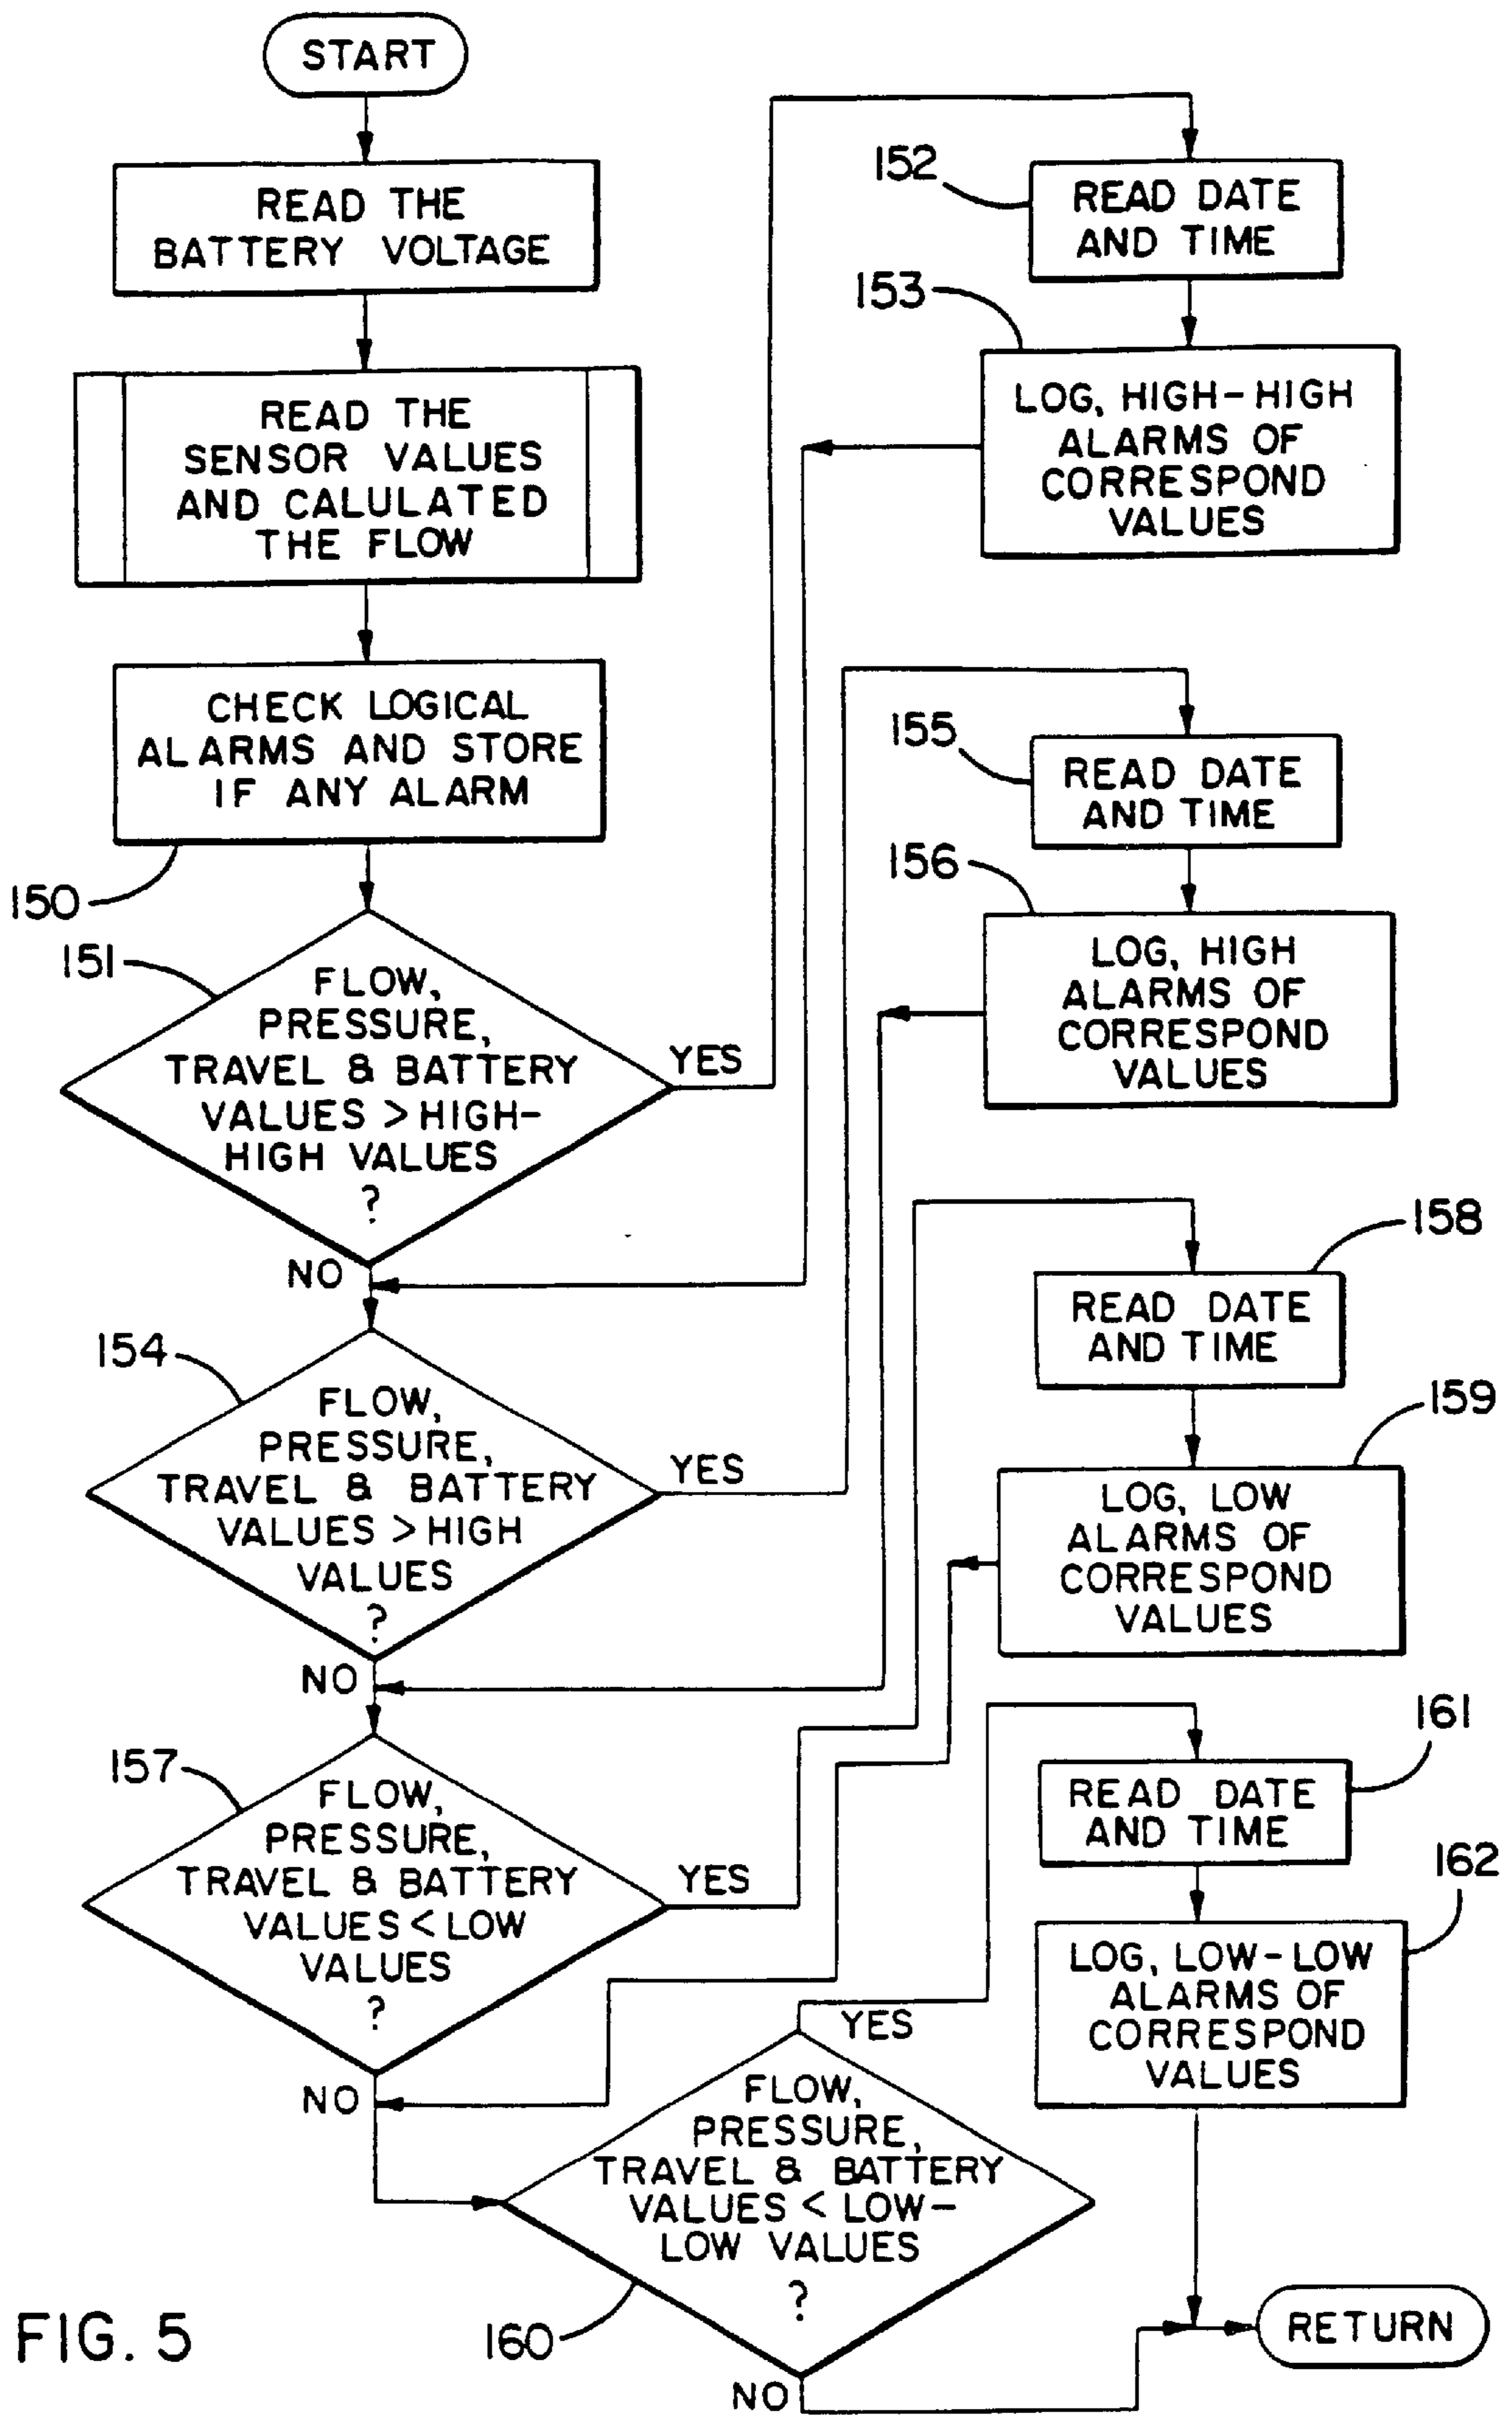 START
READ THE
BATTERY VOLTAGE
READ THE
SENSOR VALUES
AND CALULATED
THE FLOW
CHECK LOGICAL
ALARMS AND STORE
IF ANY ALARM
150
151
FLOW,
PRESSURE,
TRAVEL & BATTERY
VALUES > HIGH-
HIGH VALUES
?
YES
NO
152
READ DATE
AND TIME
153
LOG, HIGH-HIGH
ALARMS OF
CORRESPOND
VALUES
154
FLOW,
PRESSURE,
TRAVEL & BATTERY
VALUES > HIGH
VALUES
?
YES
NO
155
READ DATE
AND TIME
156
LOG, HIGH
ALARMS OF
CORRESPOND
VALUES
157
FLOW,
PRESSURE,
TRAVEL & BATTERY
VALUES < LOW
VALUES
?
YES
NO
158
READ DATE
AND TIME
159
LOG, LOW
ALARMS OF
CORRESPOND
VALUES
160
FLOW,
PRESSURE,
TRAVEL & BATTERY
VALUES < LOW-
LOW VALUES
?
YES
NO
161
READ DATE
AND TIME
162
LOG, LOW-LOW
ALARMS OF
CORRESPOND
VALUES
RETURN
FIG. 5